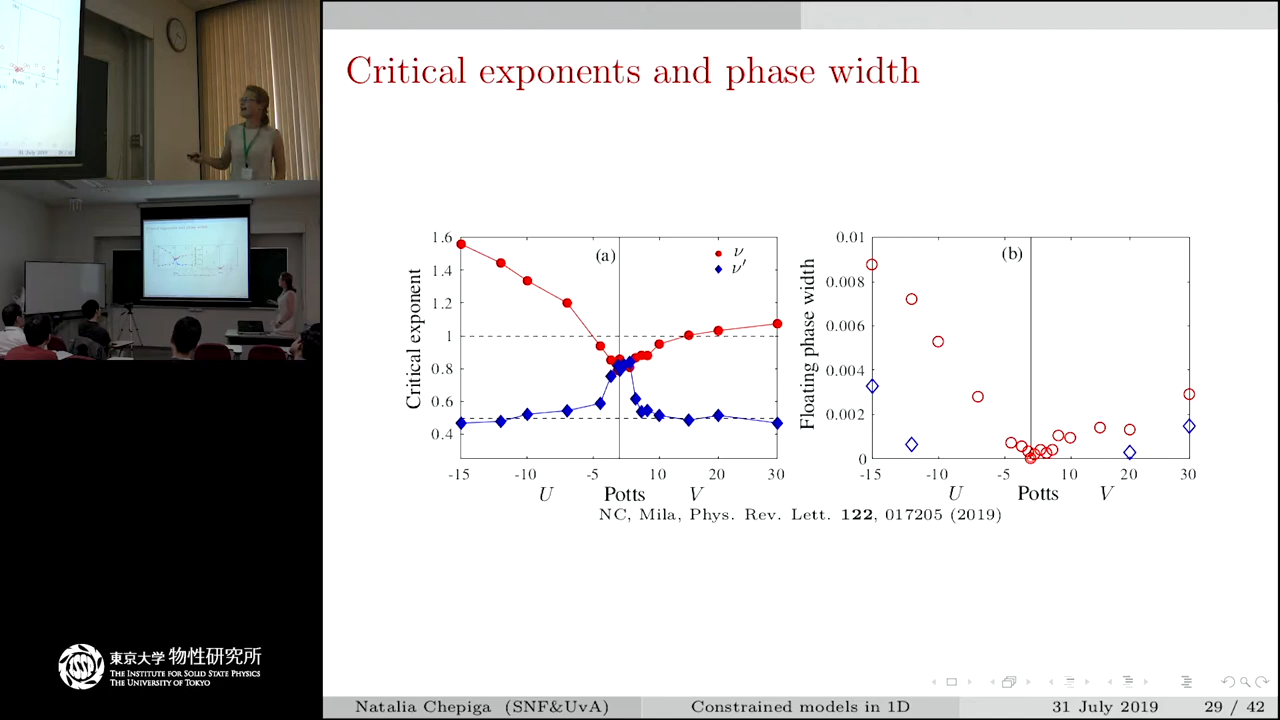 Critical exponents and phase width
1.6
1.4
1.2
1
0.8
0.6
0.4
(a)
ν
ν'
Critical exponent
-15
-10
-5
10
20
30
U
Potts
V
0.01
0.008
0.006
0.004
0.002
0
(b)
Floating phase width
-15
-10
-5
10
20
30
U
Potts
V
NC, Mila, Phys. Rev. Lett. 122, 017205 (2019)
東京大学 物性研究所
THE INSTITUTE FOR SOLID STATE PHYSICS
THE UNIVERSITY OF TOKYO
Natalia Chepiga (SNF&UvA)
Constrained models in 1D
31 July 2019
29 / 42